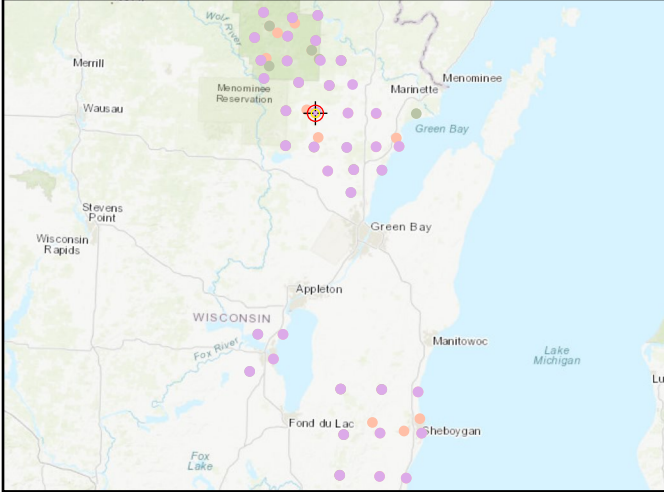 Wolf
River
Merrill
Menominee
Marinette
Menominee
Reservation
Wausau
Green Bay
Stevens
Point
Green Bay
Wisconsin
Rapids
Appleton
WISCONSIN
Manitowoc
Fox River
Lake
Michigan
Lu
Fond du Lac
Sheboygan
Fox
Lake